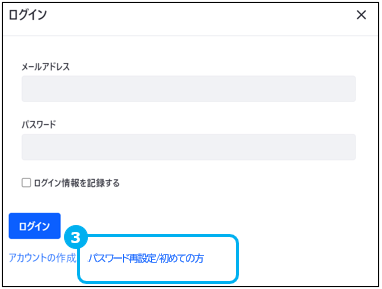 ログイン ×
メールアドレス
パスワード
ログイン情報を記録する
ログイン
3
アカウントの作成 パスワード再設定/初めての方